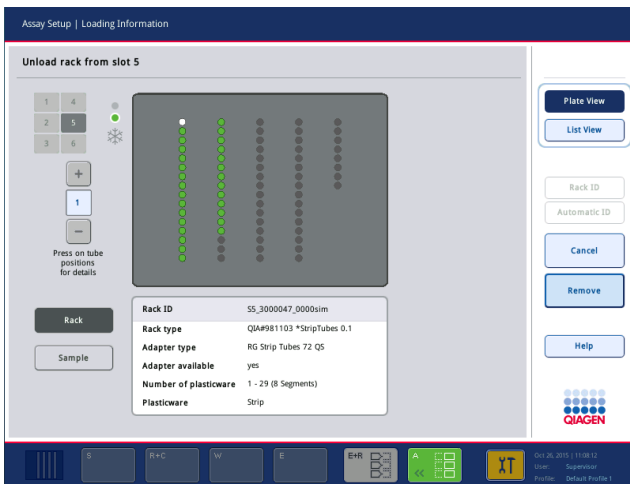 Assay Setup | Loading Information
Unload rack from slot 5
1 4
2 5
3 6
+
1
−
Press on tube
positions
for details
Rack
Sample
Rack ID S5_3000047_0000sim
Rack type QIA#981103 *StripTubes 0.1
Adapter type RG Strip Tubes 72 QS
Adapter available yes
Number of plasticware 1 - 29 (8 Segments)
Plasticware Strip
Plate View
List View
Rack ID
Automatic ID
Cancel
Remove
Help
QIAGEN
S R+C W E E+R A
Oct 26, 2015 | 11:08:12
User: Supervisor
Profile: Default Profile 1